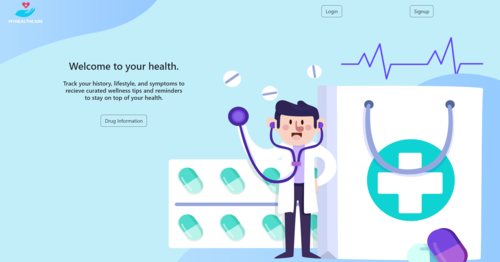 MYHEALTHCARE
Login
Signup
Welcome to your health.
Track your history, lifestyle, and symptoms to
recieve curated wellness tips and reminders
to stay on top of your health.
Drug Information